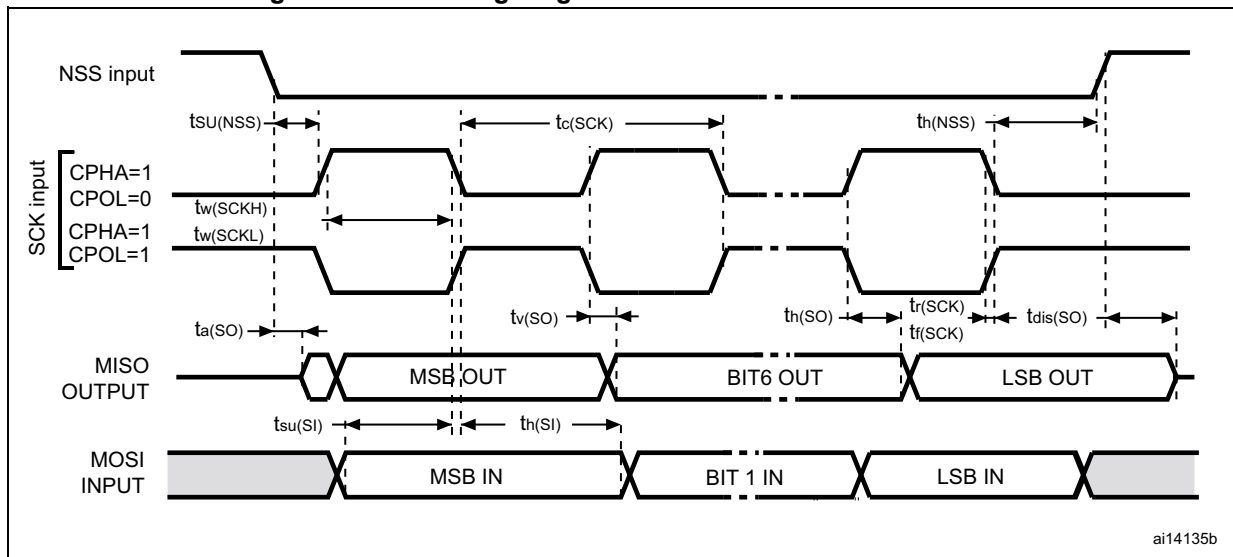 NSS input
tSU(NSS)
tc(SCK)
th(NSS)
SCK input
CPHA=1
CPOL=0
tw(SCKH)
CPHA=1
tw(SCKL)
CPOL=1
ta(SO)
tv(SO)
th(SO)
tr(SCK)
tf(SCK)
tdis(SO)
MISO
OUTPUT
MSB OUT
BIT6 OUT
LSB OUT
tsu(SI)
th(SI)
MOSI
INPUT
MSB IN
BIT 1 IN
LSB IN
ai14135b